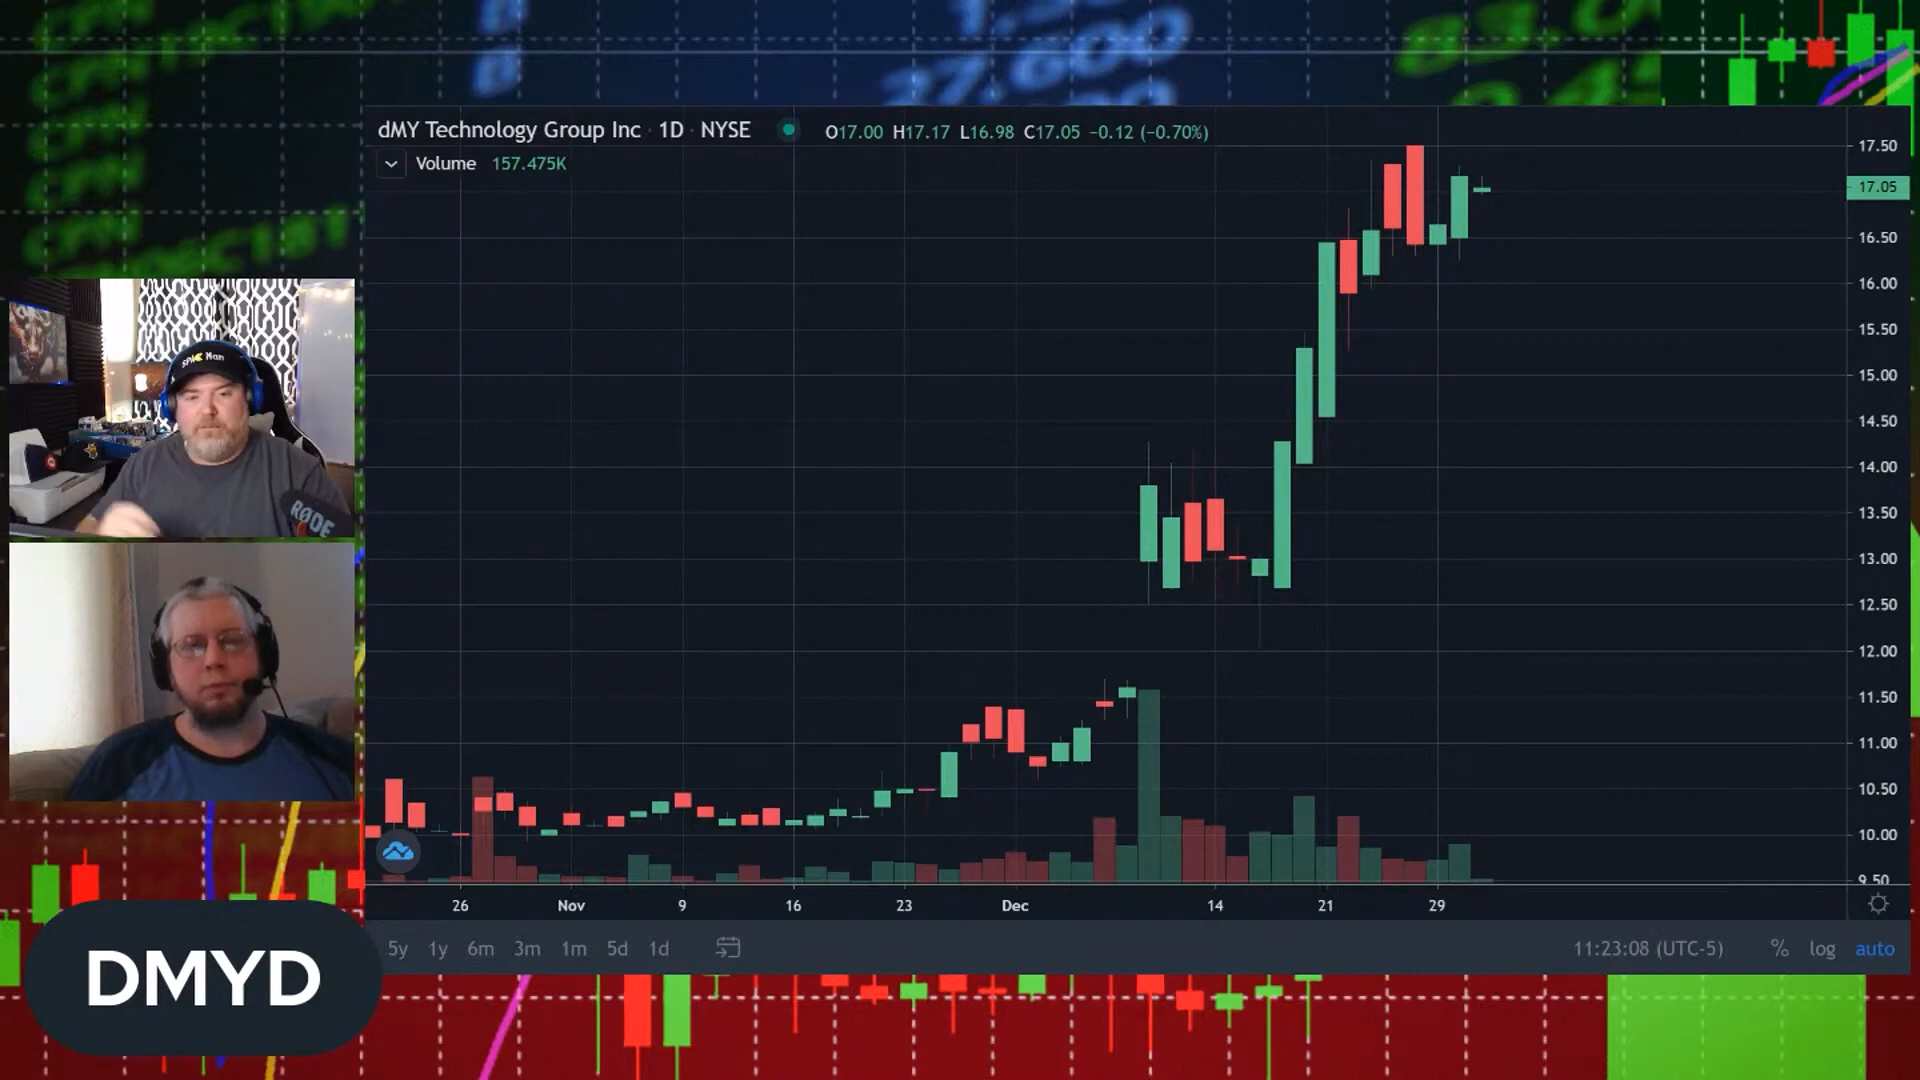 27,600
dMY Technology Group Inc · 1D · NYSE
O17.00 H17.17 L16.98 C17.05 −0.12 (−0.70%)
Volume 157.475K
17.50
17.05
16.50
16.00
15.50
15.00
14.50
14.00
13.50
13.00
12.50
12.00
11.50
11.00
10.50
10.00
9.50
Man
RØDE
26 Nov 9 16 23 Dec 14 21 29
5y 1y 6m 3m 1m 5d 1d
11:23:08 (UTC-5) % log auto
DMYD